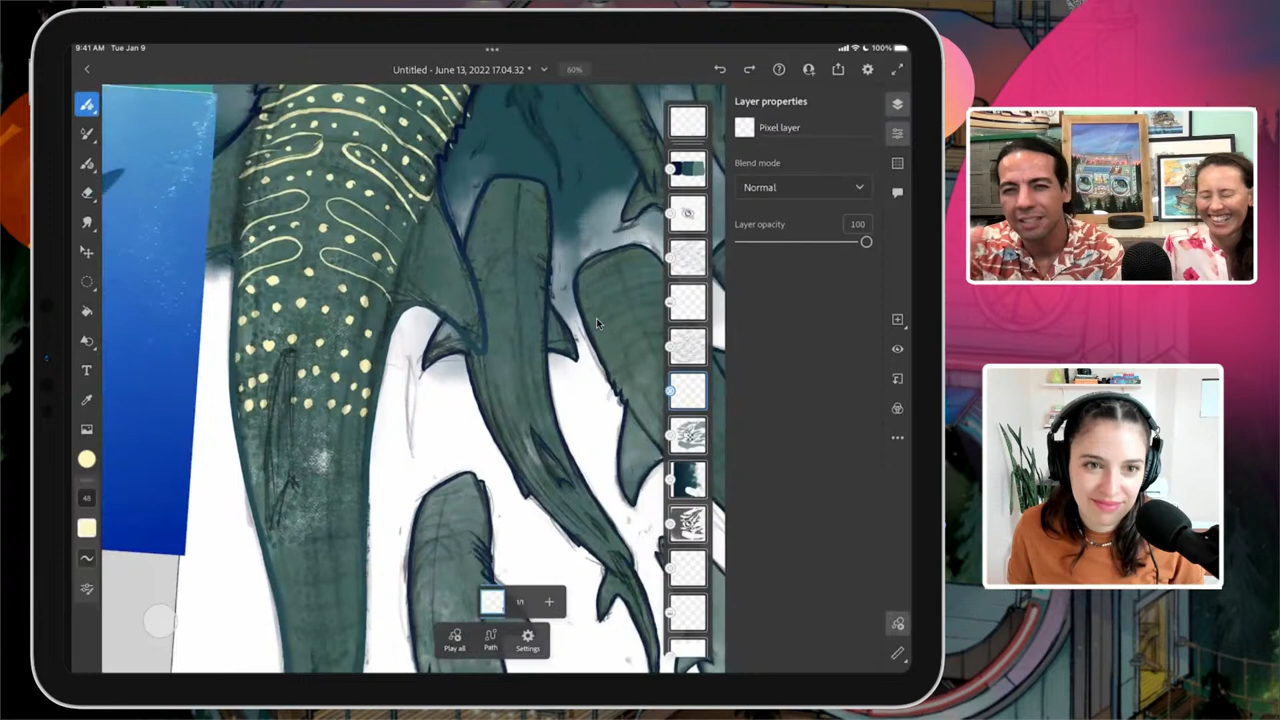 9:41 AM Tue Jan 9
100%
Untitled - June 13, 2022 17.04.32 *
60%
Layer properties
Pixel layer
Blend mode
Normal
Layer opacity
100
T
48
1/1
Play all
Path
Settings